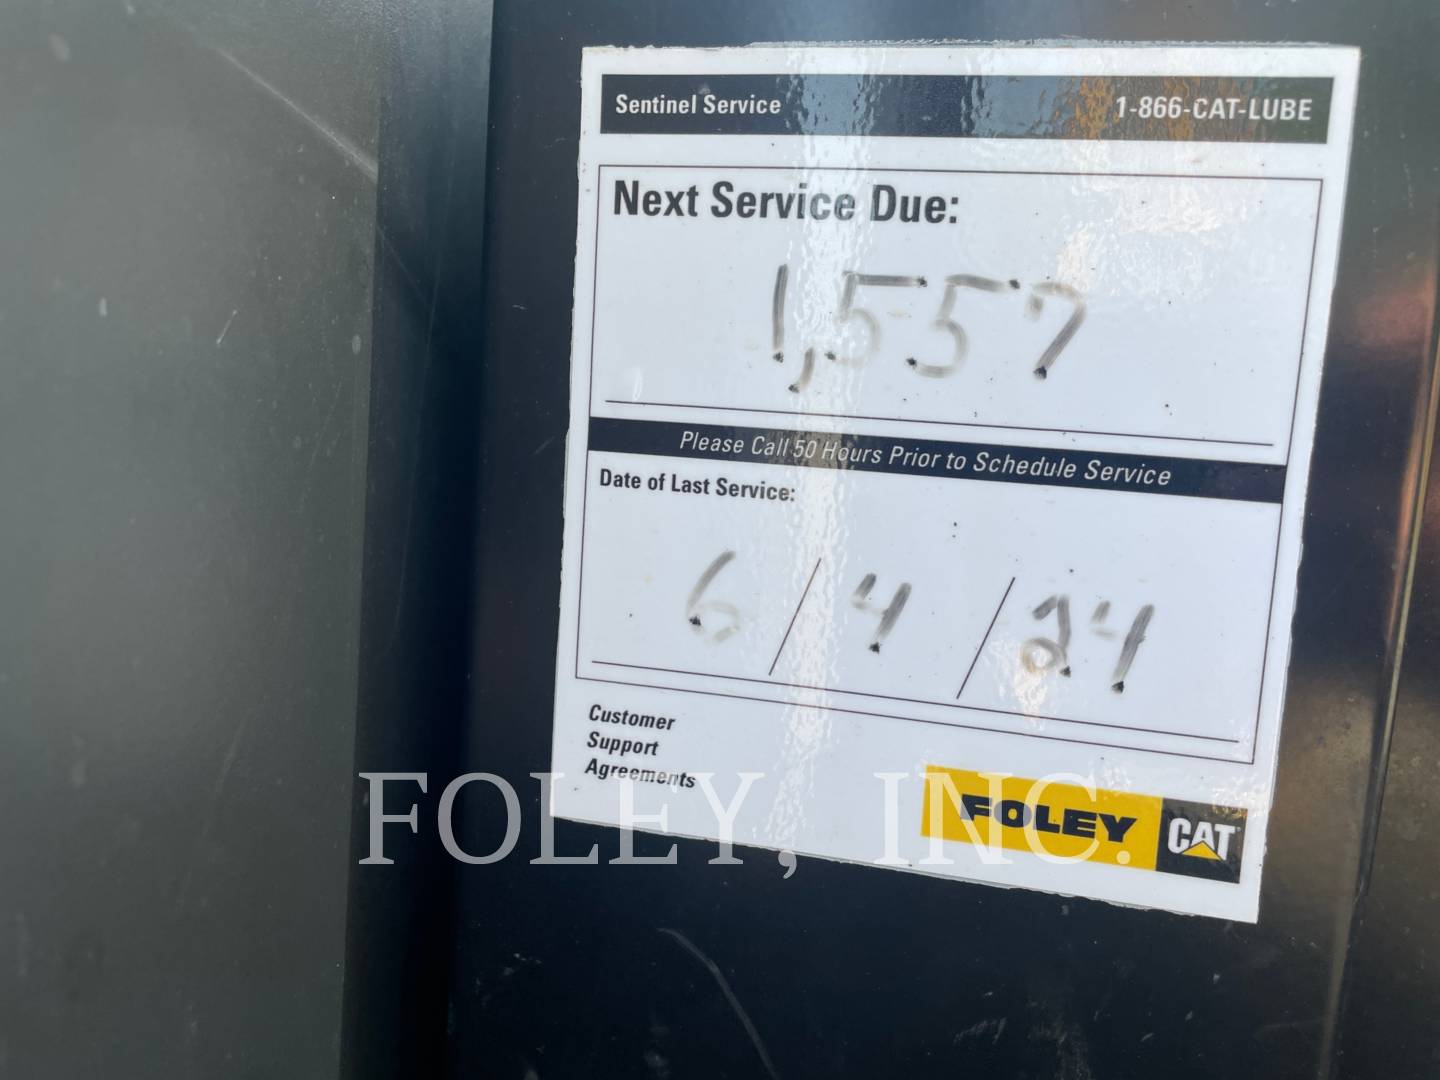 Sentinel Service 1-866-CAT-LUBE
Next Service Due:
1,557
Please Call 50 Hours Prior to Schedule Service
Date of Last Service:
6/4/24
Customer
Support
Agreements
FOLEY CAT
FOLEY, INC.